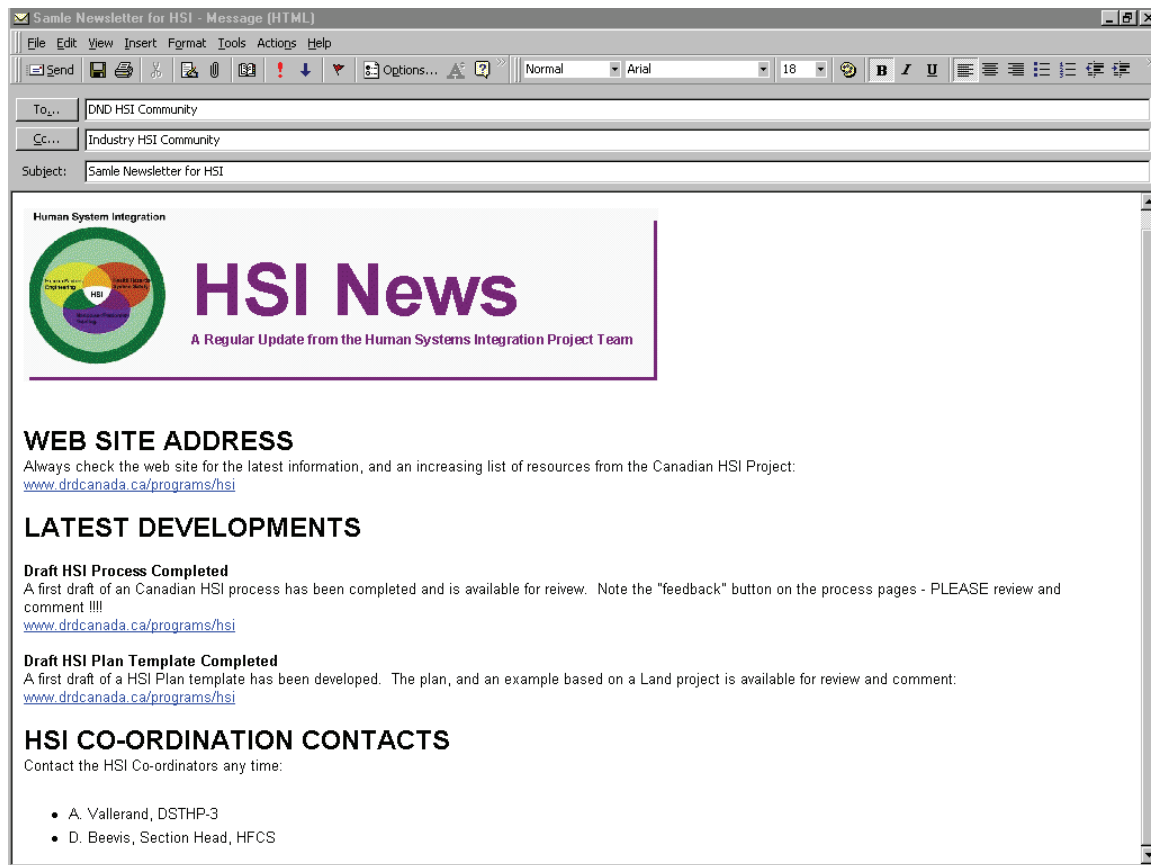 Samle Newsletter for HSI - Message (HTML)
File Edit View Insert Format Tools Actions Help
Send Options... Normal Arial 18 B I U
To... DND HSI Community
Cc... Industry HSI Community
Subject: Samle Newsletter for HSI
Human System Integration
HSI
HSI News
A Regular Update from the Human Systems Integration Project Team
WEB SITE ADDRESS
Always check the web site for the latest information, and an increasing list of resources from the Canadian HSI Project:
www.drdcanada.ca/programs/hsi
LATEST DEVELOPMENTS
Draft HSI Process Completed
A first draft of an Canadian HSI process has been completed and is available for reivew. Note the "feedback" button on the process pages - PLEASE review and
comment !!!!
www.drdcanada.ca/programs/hsi
Draft HSI Plan Template Completed
A first draft of a HSI Plan template has been developed. The plan, and an example based on a Land project is available for review and comment:
www.drdcanada.ca/programs/hsi
HSI CO-ORDINATION CONTACTS
Contact the HSI Co-ordinators any time:
• A. Vallerand, DSTHP-3
• D. Beevis, Section Head, HFCS